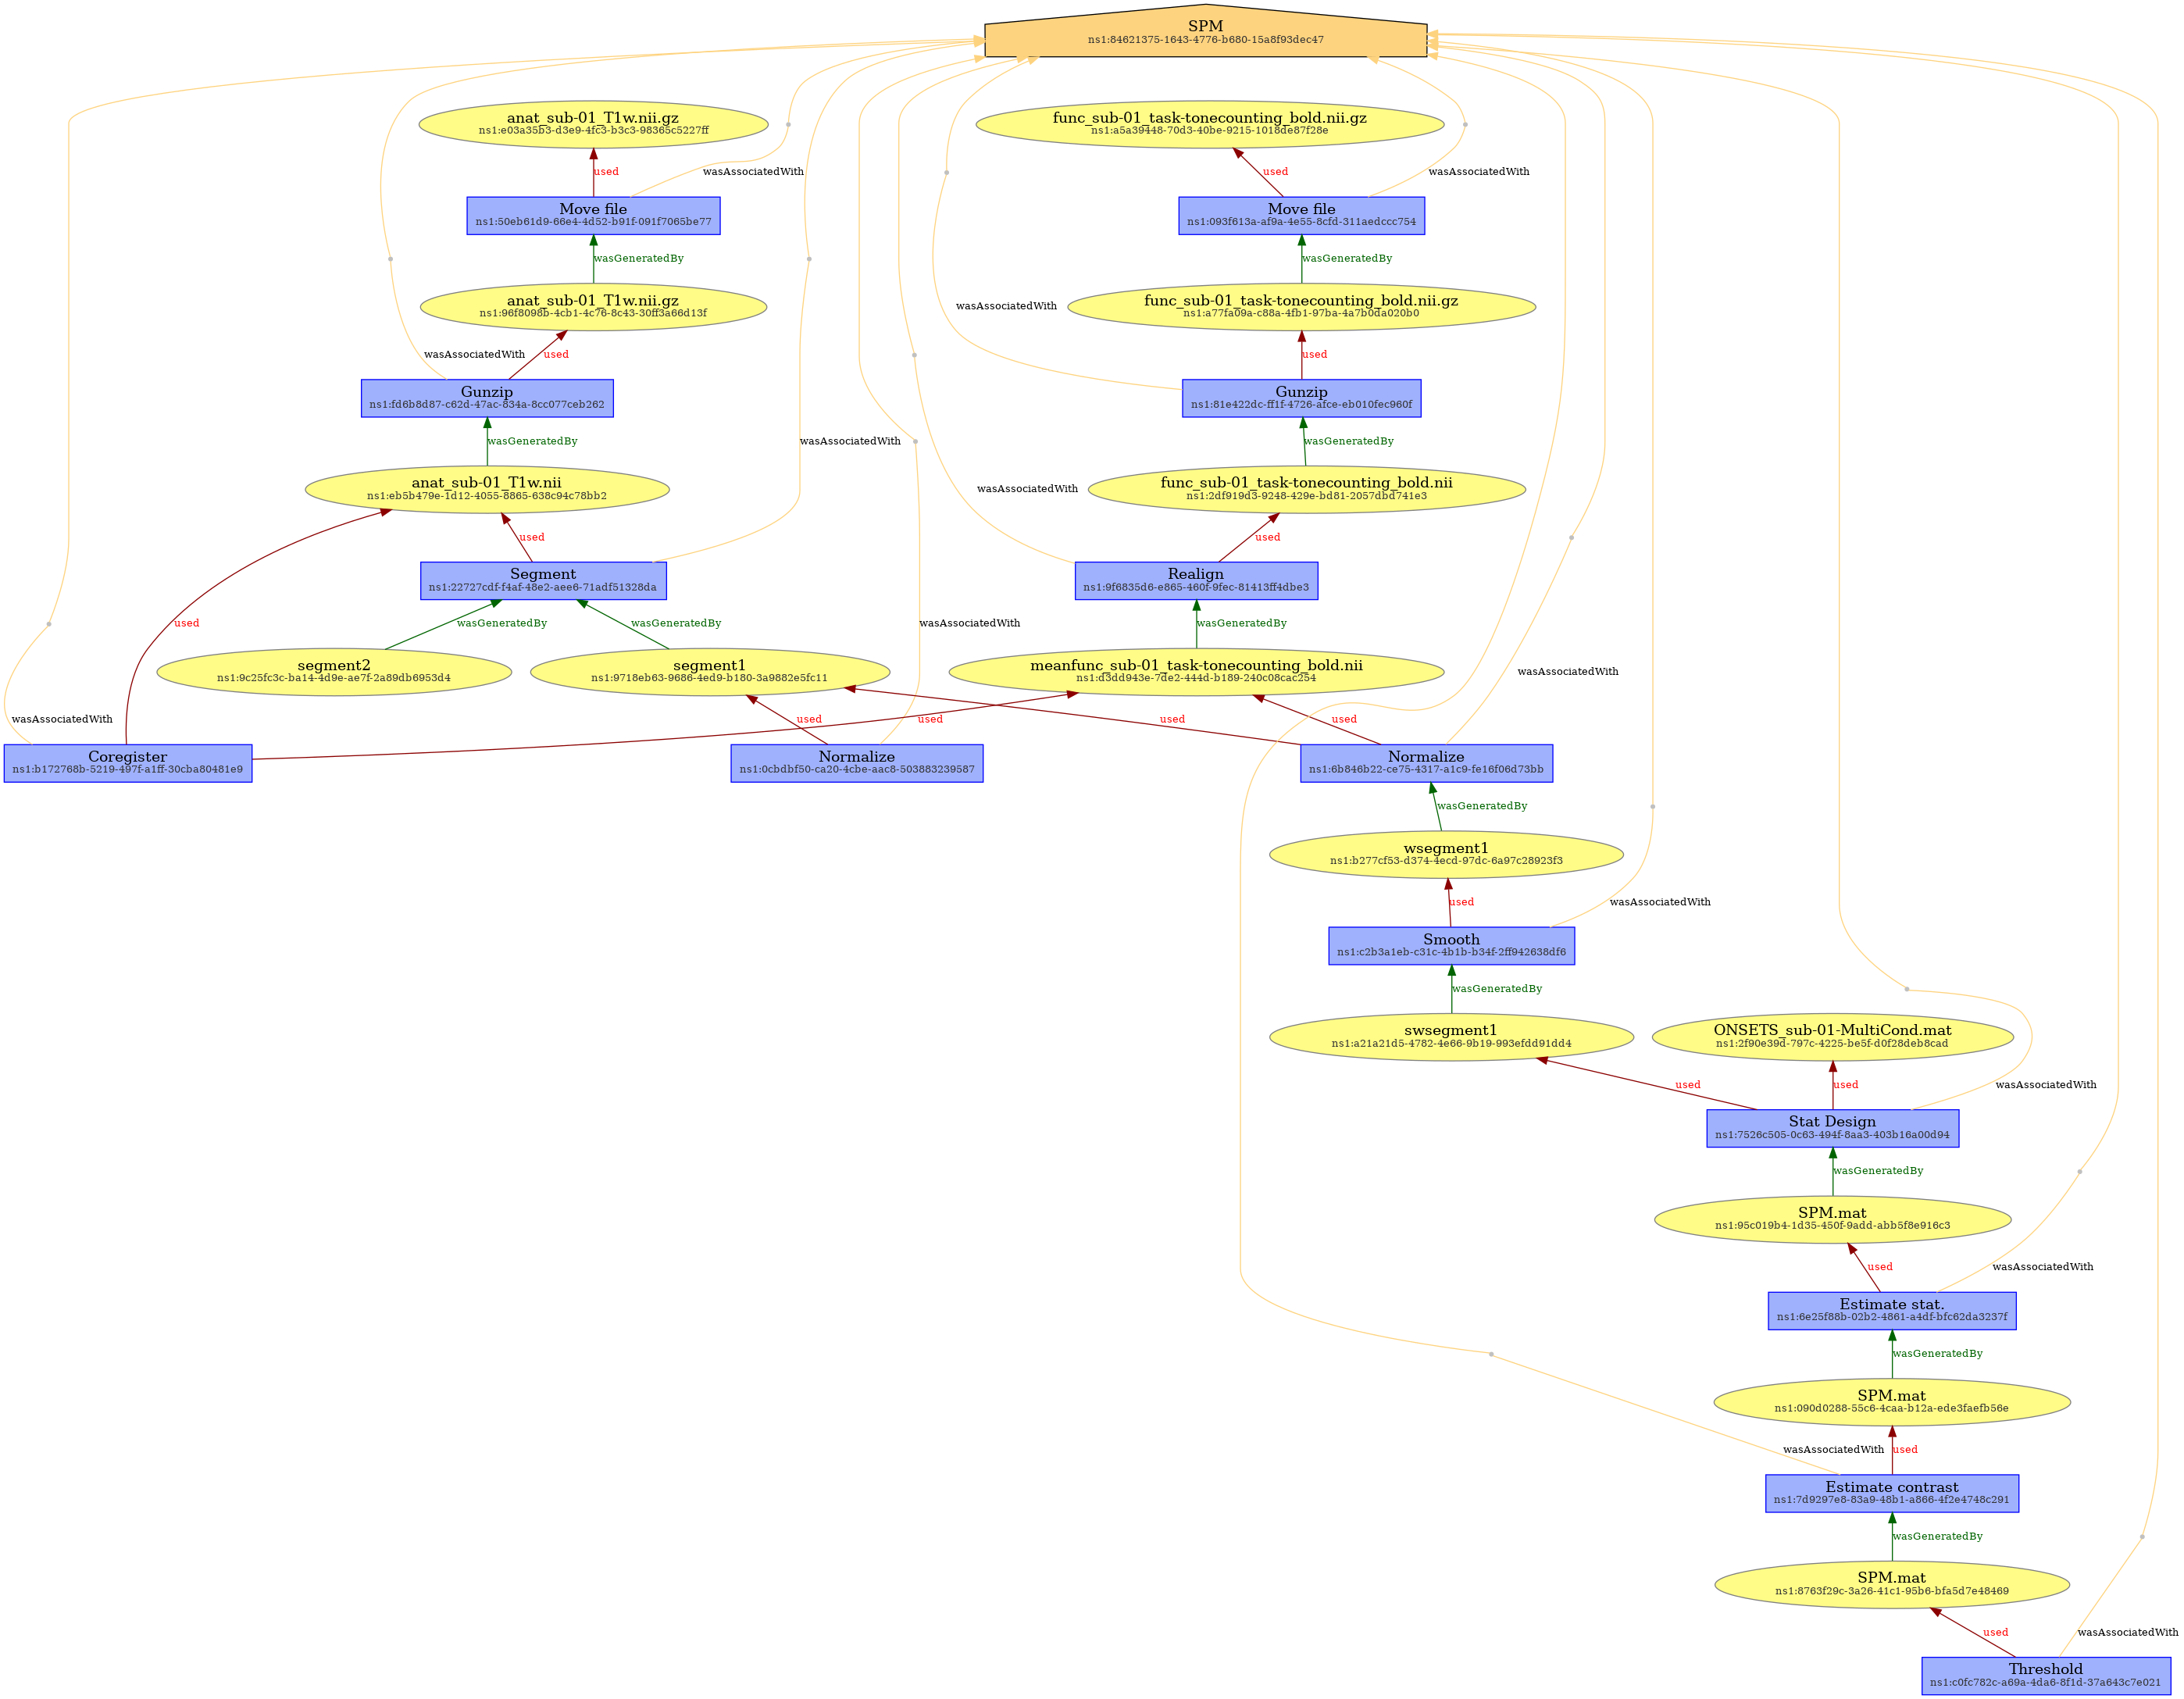 SPM
ns1:84621375-1643-4776-b680-15a8f93dec47
anat_sub-01_T1w.nii.gz
ns1:e03a35b3-d3e9-4fc3-b3c3-98365c5227ff
func_sub-01_task-tonecounting_bold.nii.gz
ns1:a5a39448-70d3-40be-9215-1018de87f28e
used
wasAssociatedWith
used
wasAssociatedWith
Move file
ns1:50eb61d9-66e4-4d52-b91f-091f7065be77
Move file
ns1:093f613a-af9a-4e55-8cfd-311aedccc754
wasGeneratedBy
wasGeneratedBy
anat_sub-01_T1w.nii.gz
ns1:96f8098b-4cb1-4c76-8c43-30ff3a66d13f
wasAssociatedWith
func_sub-01_task-tonecounting_bold.nii.gz
ns1:a77fa09a-c88a-4fb1-97ba-4a7b0da020b0
wasAssociatedWith
used
used
Gunzip
ns1:fd6b8d87-c62d-47ac-834a-8cc077ceb262
Gunzip
ns1:81e422dc-ff1f-4726-afce-eb010fec960f
wasGeneratedBy
wasAssociatedWith
wasGeneratedBy
anat_sub-01_T1w.nii
ns1:eb5b479e-1d12-4055-8865-638c94c78bb2
wasAssociatedWith
func_sub-01_task-tonecounting_bold.nii
ns1:2df919d3-9248-429e-bd81-2057dbd741e3
used
used
Segment
ns1:22727cdf-f4af-48e2-aee6-71adf51328da
Realign
ns1:9f6835d6-e865-460f-9fec-81413ff4dbe3
used
wasGeneratedBy
wasGeneratedBy
wasAssociatedWith
wasGeneratedBy
segment2
ns1:9c25fc3c-ba14-4d9e-ae7f-2a89db6953d4
segment1
ns1:9718eb63-9686-4ed9-b180-3a9882e5fc11
meanfunc_sub-01_task-tonecounting_bold.nii
ns1:d3dd943e-7de2-444d-b189-240c08cac254
wasAssociatedWith
wasAssociatedWith
used
used
used
used
Coregister
ns1:b172768b-5219-497f-a1ff-30cba80481e9
Normalize
ns1:0cbdbf50-ca20-4cbe-aac8-503883239587
Normalize
ns1:6b846b22-ce75-4317-a1c9-fe16f06d73bb
wasGeneratedBy
wsegment1
ns1:b277cf53-d374-4ecd-97dc-6a97c28923f3
used
wasAssociatedWith
Smooth
ns1:c2b3a1eb-c31c-4b1b-b34f-2ff942638df6
wasGeneratedBy
swsegment1
ns1:a21a21d5-4782-4e66-9b19-993efdd91dd4
ONSETS_sub-01-MultiCond.mat
ns1:2f90e39d-797c-4225-be5f-d0f28deb8cad
used
used
wasAssociatedWith
Stat Design
ns1:7526c505-0c63-494f-8aa3-403b16a00d94
wasGeneratedBy
SPM.mat
ns1:95c019b4-1d35-450f-9add-abb5f8e916c3
used
wasAssociatedWith
Estimate stat.
ns1:6e25f88b-02b2-4861-a4df-bfc62da3237f
wasGeneratedBy
SPM.mat
ns1:090d0288-55c6-4caa-b12a-ede3faefb56e
wasAssociatedWith
used
Estimate contrast
ns1:7d9297e8-83a9-48b1-a866-4f2e4748c291
wasGeneratedBy
SPM.mat
ns1:8763f29c-3a26-41c1-95b6-bfa5d7e48469
used
wasAssociatedWith
Threshold
ns1:c0fc782c-a69a-4da6-8f1d-37a643c7e021